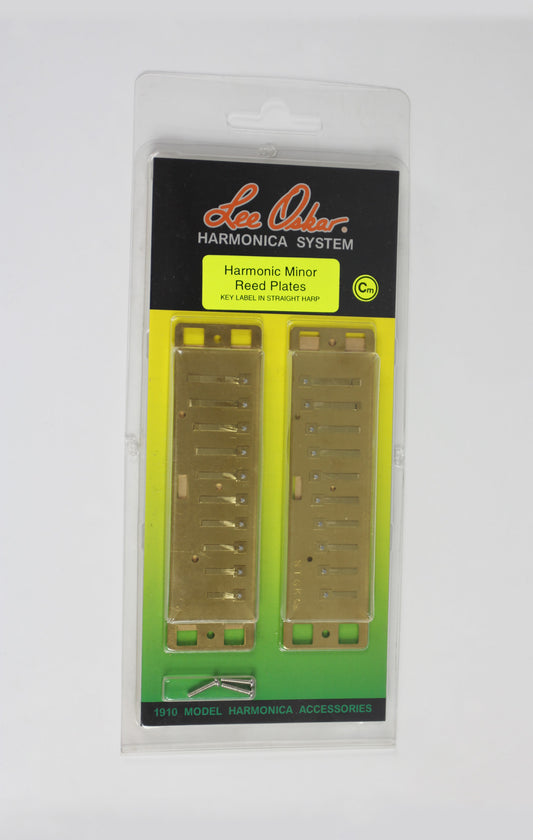 Lee Oskar®
HARMONICA SYSTEM
Harmonic Minor
Reed Plates
KEY LABEL IN STRAIGHT HARP
Cm
1910 MODEL HARMONICA ACCESSORIES